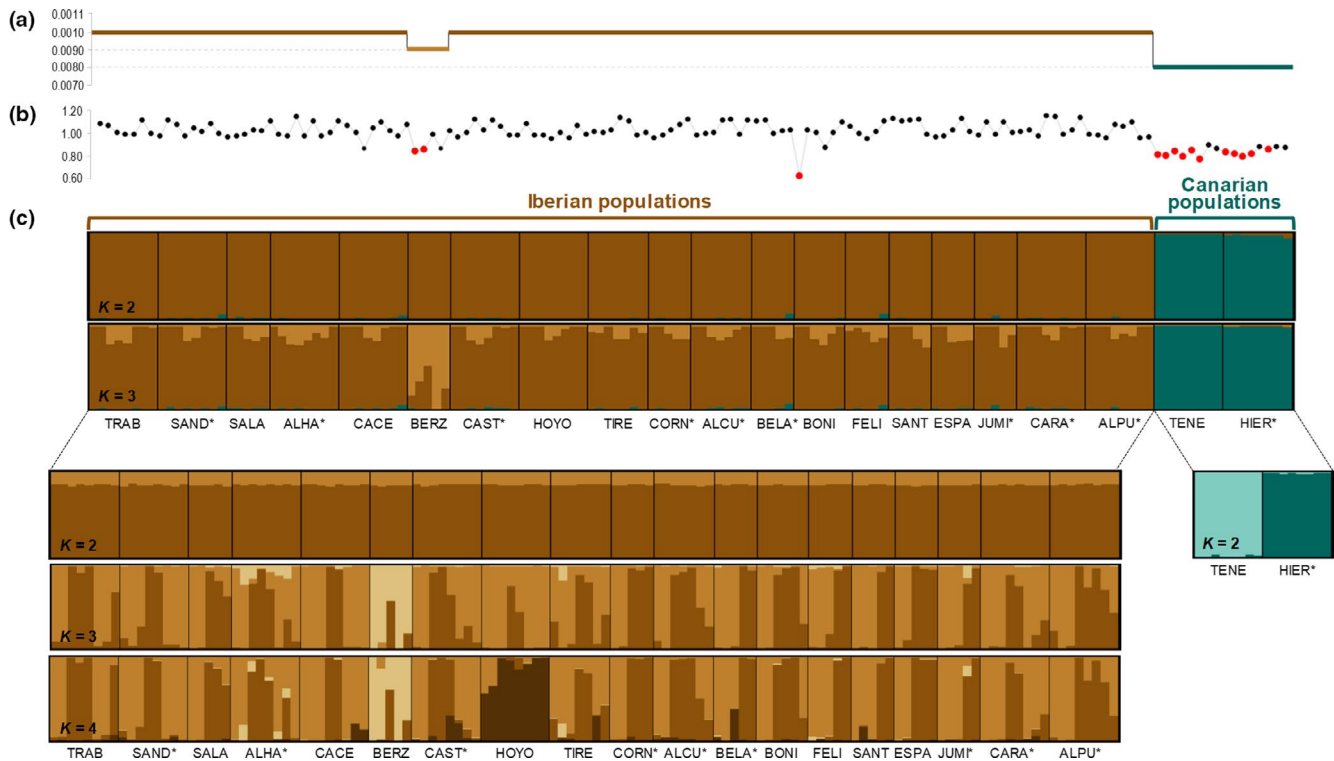 (a)
0.0011
0.0010
0.0090
0.0080
0.0070
(b)
1.20
1.00
0.80
0.60
(c)
Iberian populations
Canarian
populations
K = 2
K = 3
TRAB SAND* SALA ALHA* CACE BERZ CAST* HOYO TIRE CORN* ALCU* BELA* BONI FELI SANT ESPA JUMI* CARA* ALPU* TENE HIER*
K = 2
K = 2
TENE HIER*
K = 3
K = 4
TRAB SAND* SALA ALHA* CACE BERZ CAST* HOYO TIRE CORN* ALCU* BELA* BONI FELI SANT ESPA JUMI* CARA* ALPU*